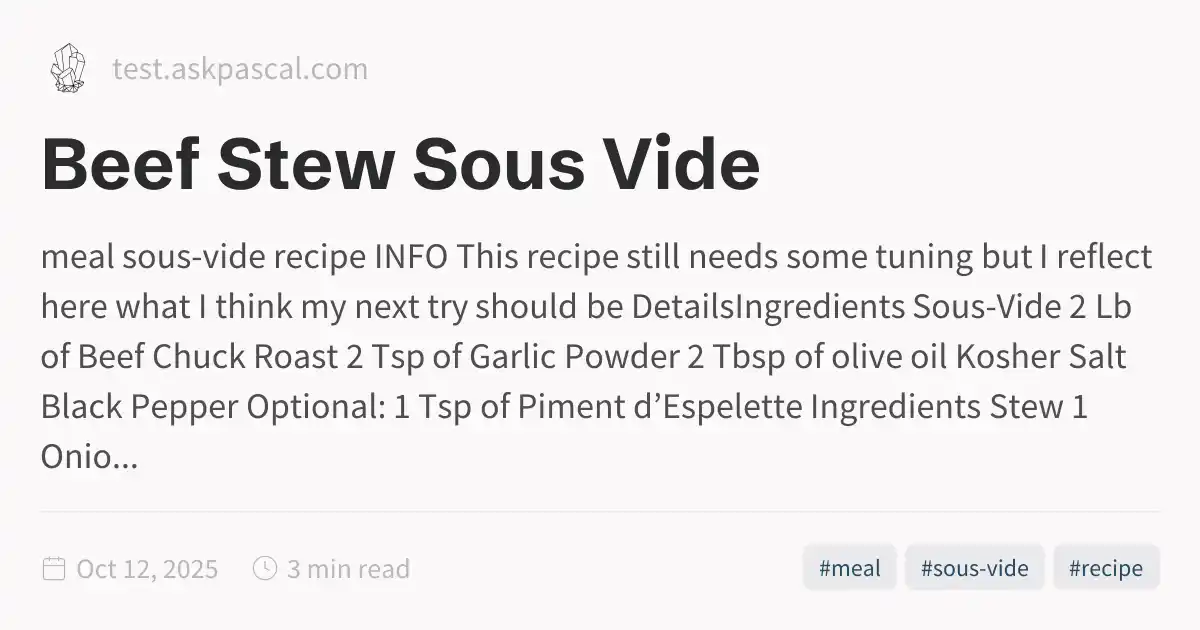 test.askpascal.com
Beef Stew Sous Vide
meal sous-vide recipe INFO This recipe still needs some tuning but I reflect
here what I think my next try should be DetailsIngredients Sous-Vide 2 Lb
of Beef Chuck Roast 2 Tsp of Garlic Powder 2 Tbsp of olive oil Kosher Salt
Black Pepper Optional: 1 Tsp of Piment d’Espelette Ingredients Stew 1
Onio...
Oct 12, 2025 3 min read #meal #sous-vide #recipe